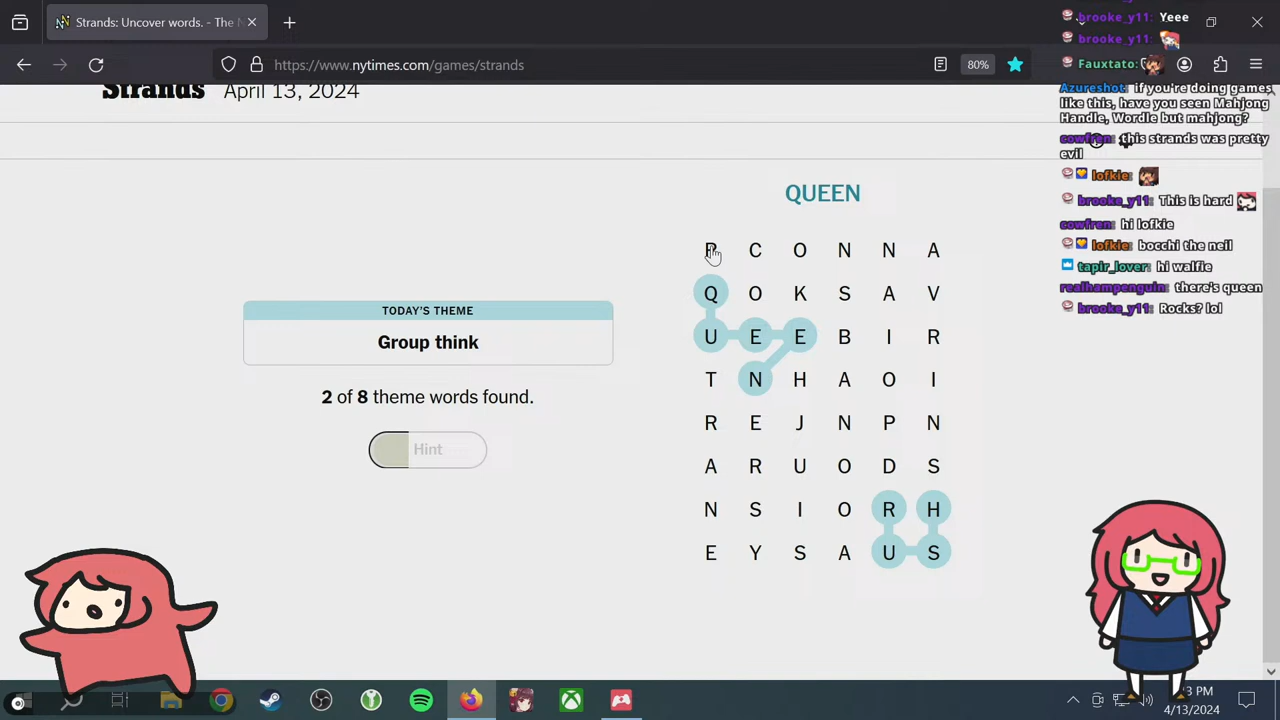 Strands: Uncover words. - The N
https://www.nytimes.com/games/strands
80%
Strands April 13, 2024
QUEEN
TODAY'S THEME
Group think
2 of 8 theme words found.
Hint
R C O N N A
Q O K S A V
U E E B I R
T N H A O I
R E J N P N
A R U O D S
N S I O R H
E Y S A U S
brooke_y11: Yeee
brooke_y11:
Fauxtato:
Azureshot: if you're doing games
like this, have you seen Mahjong
Handle, Wordle but mahjong?
cowfren: this strands was pretty
evil
lofkie:
brooke_y11: This is hard
cowfren: hi lofkie
lofkie: bocchi the neil
tapir_lover: hi walfie
realhampenguin: there's queen
brooke_y11: Rocks? lol
3 PM
4/13/2024